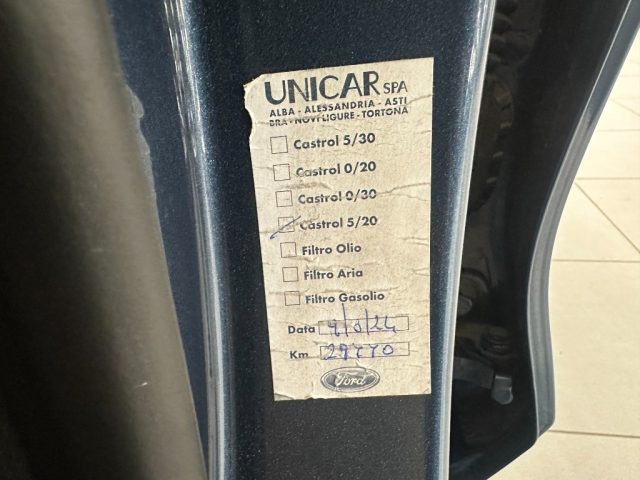 UNICAR SPA
ALBA - ALESSANDRIA - ASTI
BRA - NOVI LIGURE - TORTONA
Castrol 5/30
Castrol 0/20
Castrol 0/30
Castrol 5/20
Filtro Olio
Filtro Aria
Filtro Gasolio
Data
Km 29770
Ford